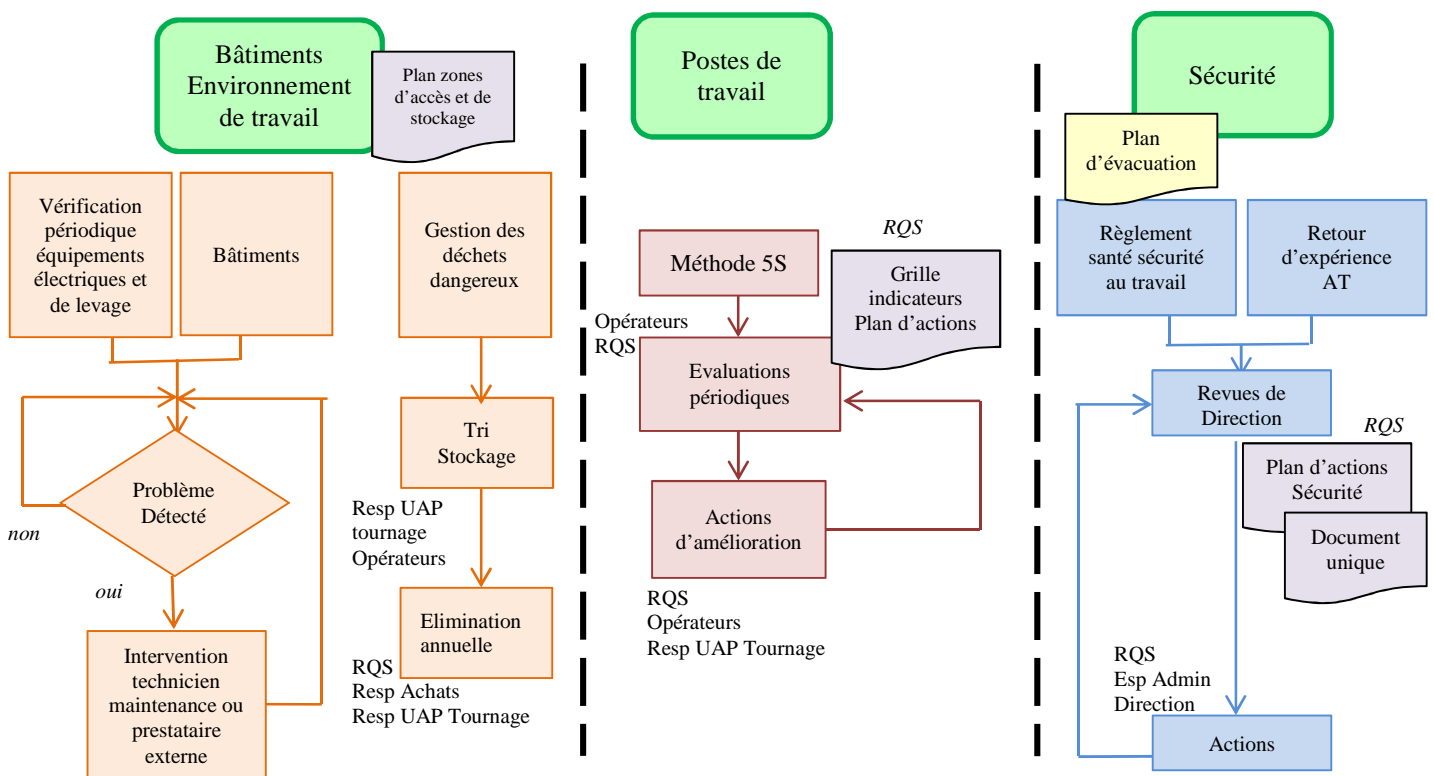 Bâtiments
Environnement
de travail
Plan zones
d’accès et de
stockage
Vérification
périodique
équipements
électriques et
de levage
Bâtiments
Gestion des
déchets
dangereux
Problème
Détecté
non
oui
Intervention
technicien
maintenance ou
prestataire
externe
Tri
Stockage
Resp UAP
tournage
Opérateurs
Elimination
annuelle
RQS
Resp Achats
Resp UAP Tournage
Postes de
travail
Méthode 5S
RQS
Grille
indicateurs
Plan d’actions
Opérateurs
RQS
Evaluations
périodiques
Actions
d’amélioration
RQS
Opérateurs
Resp UAP Tournage
Sécurité
Plan
d’évacuation
Règlement
santé sécurité
au travail
Retour
d’expérience
AT
Revues de
Direction
RQS
Plan d’actions
Sécurité
Document
unique
RQS
Esp Admin
Direction
Actions